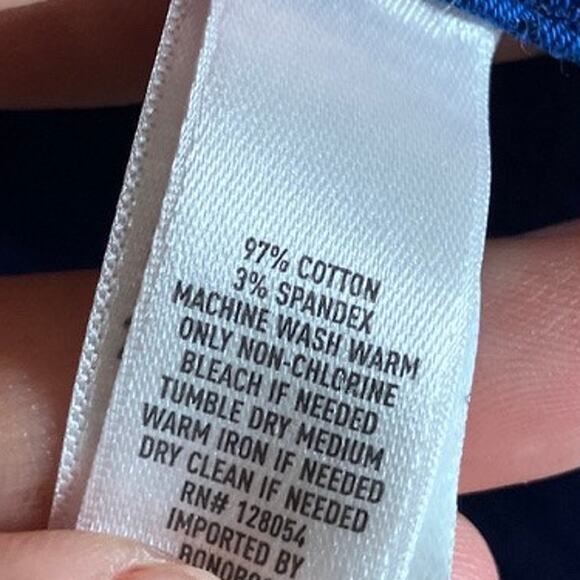 97% COTTON
3% SPANDEX
MACHINE WASH WARM
ONLY NON-CHLORINE
BLEACH IF NEEDED
TUMBLE DRY MEDIUM
WARM IRON IF NEEDED
DRY CLEAN IF NEEDED
RN# 128054
IMPORTED BY